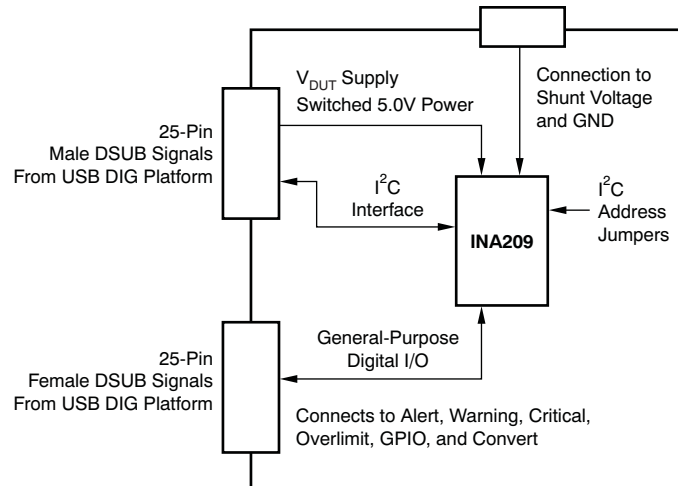 V_DUT Supply
Switched 5.0V Power
Connection to
Shunt Voltage
and GND
25-Pin
Male DSUB Signals
From USB DIG Platform
I²C
Interface
INA209
I²C
Address
Jumpers
25-Pin
Female DSUB Signals
From USB DIG Platform
General-Purpose
Digital I/O
Connects to Alert, Warning, Critical,
Overlimit, GPIO, and Convert